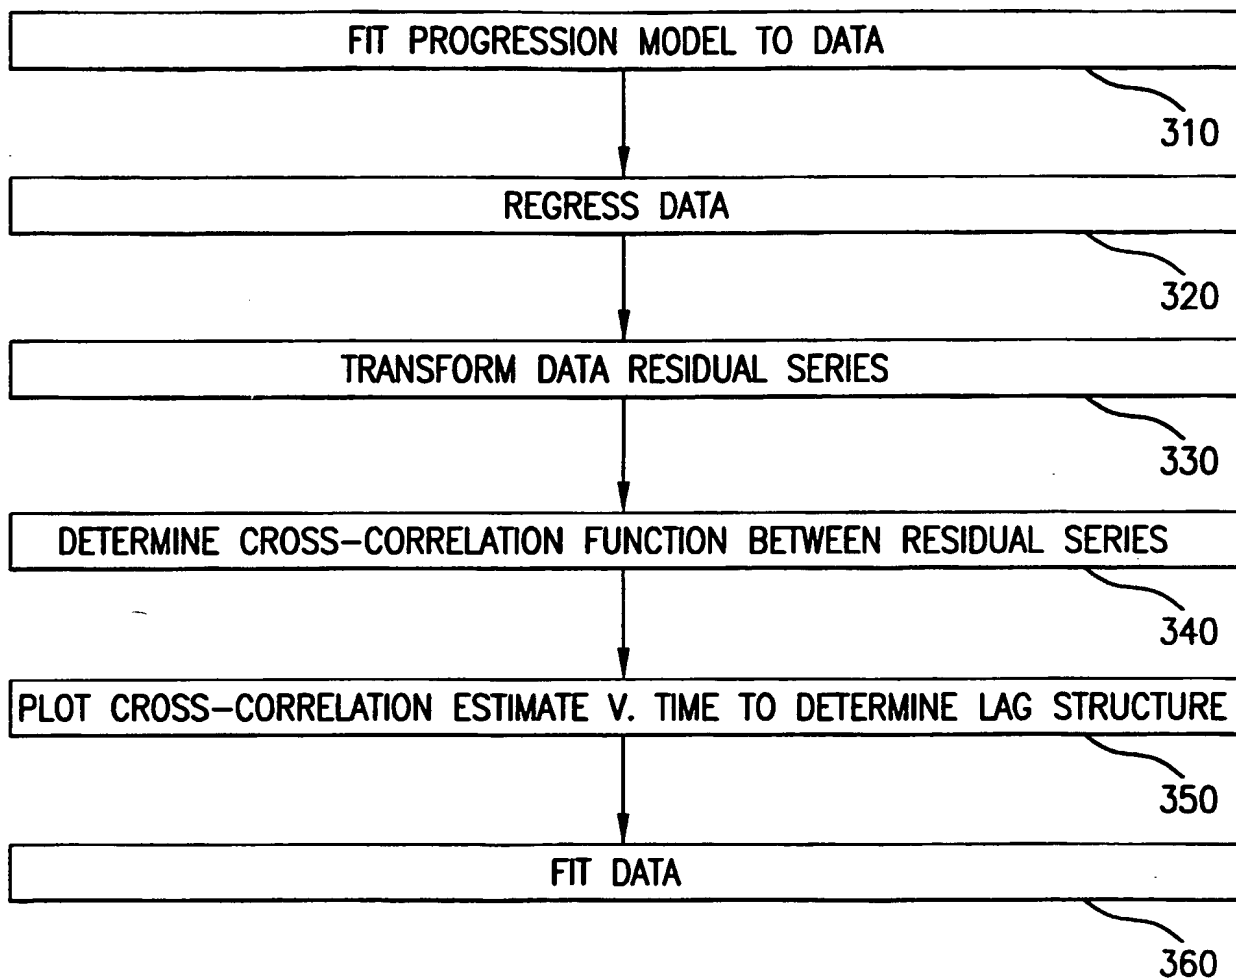 FIT PROGRESSION MODEL TO DATA
310
REGRESS DATA
320
TRANSFORM DATA RESIDUAL SERIES
330
DETERMINE CROSS-CORRELATION FUNCTION BETWEEN RESIDUAL SERIES
340
PLOT CROSS-CORRELATION ESTIMATE V. TIME TO DETERMINE LAG STRUCTURE
350
FIT DATA
360